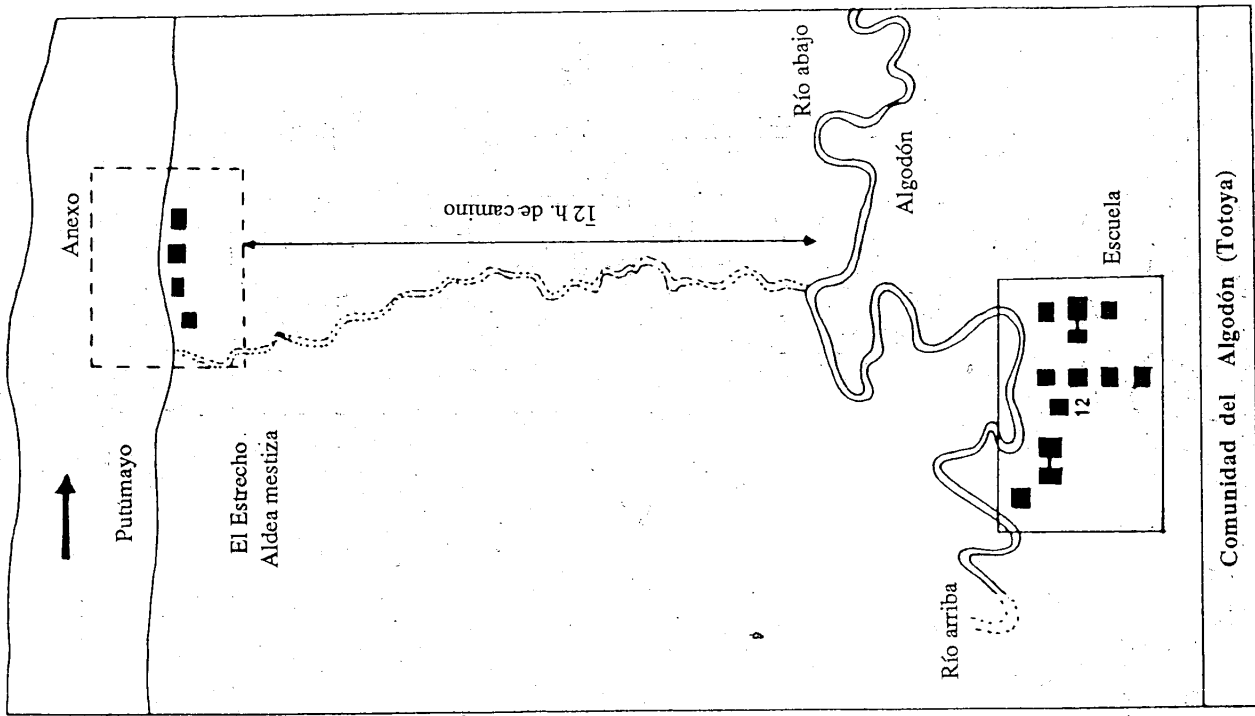 Anexo
Putúmayo
El Estrecho
Aldea mestiza
12 h. de camino
Río abajo
Algodón
Escuela
12
Río arriba
Comunidad del Algodón (Totoya)